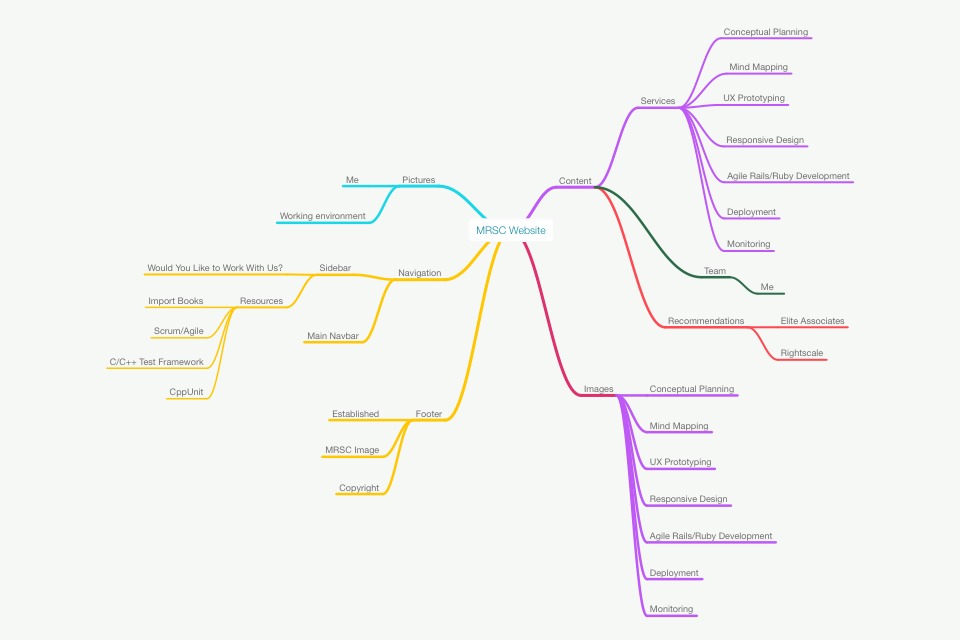 MRSC Website
Content
Services
Conceptual Planning
Mind Mapping
UX Prototyping
Responsive Design
Agile Rails/Ruby Development
Deployment
Monitoring
Team
Me
Recommendations
Elite Associates
Rightscale
Images
Conceptual Planning
Mind Mapping
UX Prototyping
Responsive Design
Agile Rails/Ruby Development
Deployment
Monitoring
Pictures
Me
Working environment
Navigation
Sidebar
Would You Like to Work With Us?
Resources
Import Books
Scrum/Agile
C/C++ Test Framework
CppUnit
Main Navbar
Footer
Established
MRSC Image
Copyright